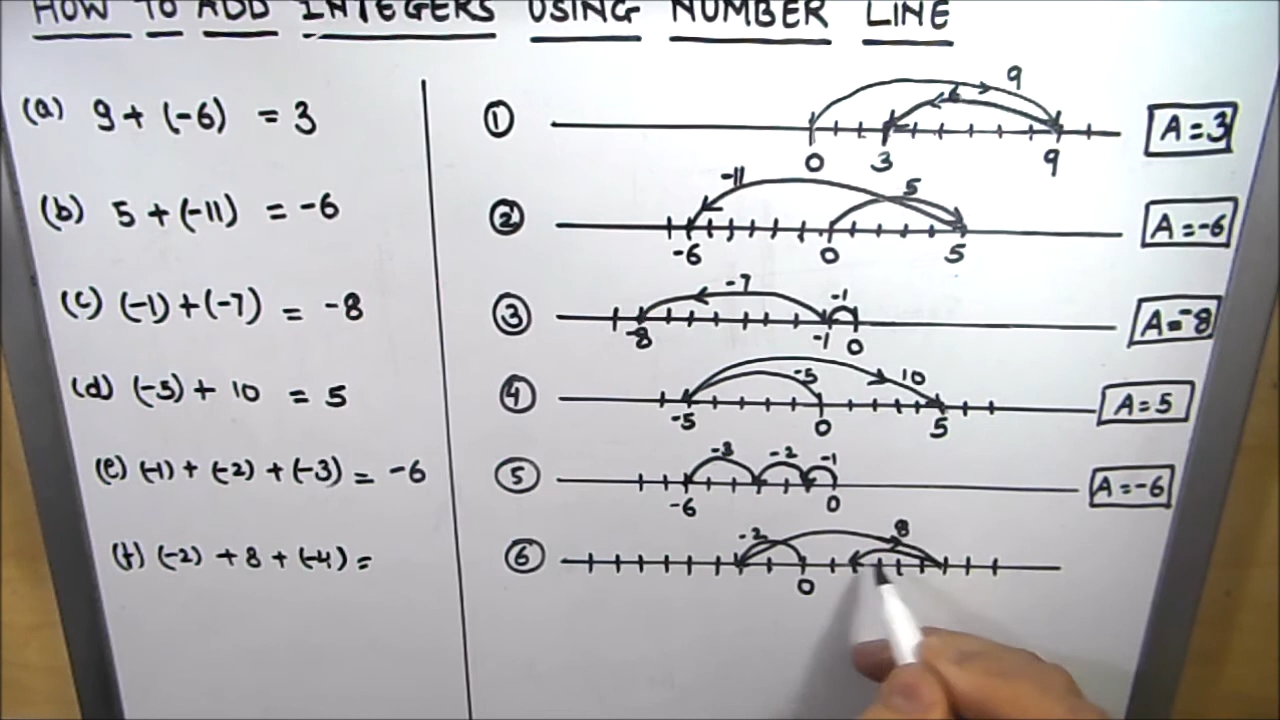 HOW TO ADD INTEGERS USING NUMBER LINE
(a) 9 + (-6) = 3
(b) 5 + (-11) = -6
(c) (-1) + (-7) = -8
(d) (-5) + 10 = 5
(e) (-1) + (-2) + (-3) = -6
(f) (-2) + 8 + (-4) =
① 9 6 A = 3
0 3 9
② -11 5 A = -6
-6 0 5
③ -7 -1 A = -8
-8 -1 0
④ -5 10 A = 5
-5 0 5
⑤ -3 -2 -1 A = -6
-6 0
⑥ -2 8
0